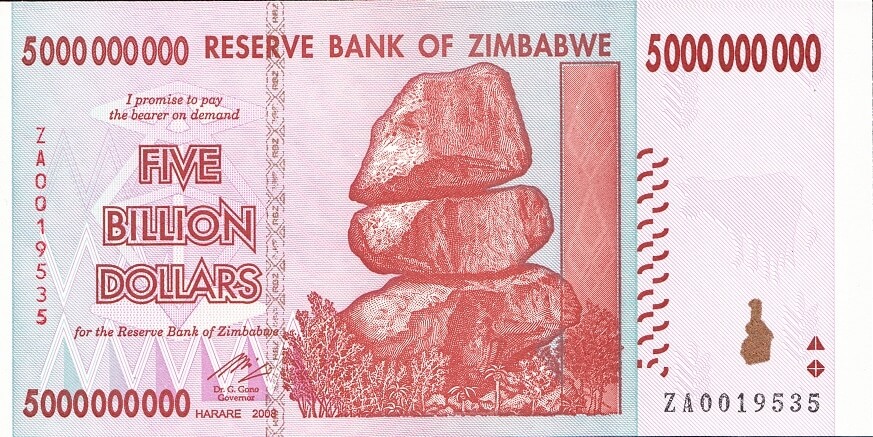 5000000000 RESERVE BANK OF ZIMBABWE 5000000000
I promise to pay
the bearer on demand
FIVE
BILLION
DOLLARS
for the Reserve Bank of Zimbabwe
Dr. G. Gono
Governor
5000000000 HARARE 2008
ZA0019535
ZA0019535
RBZ